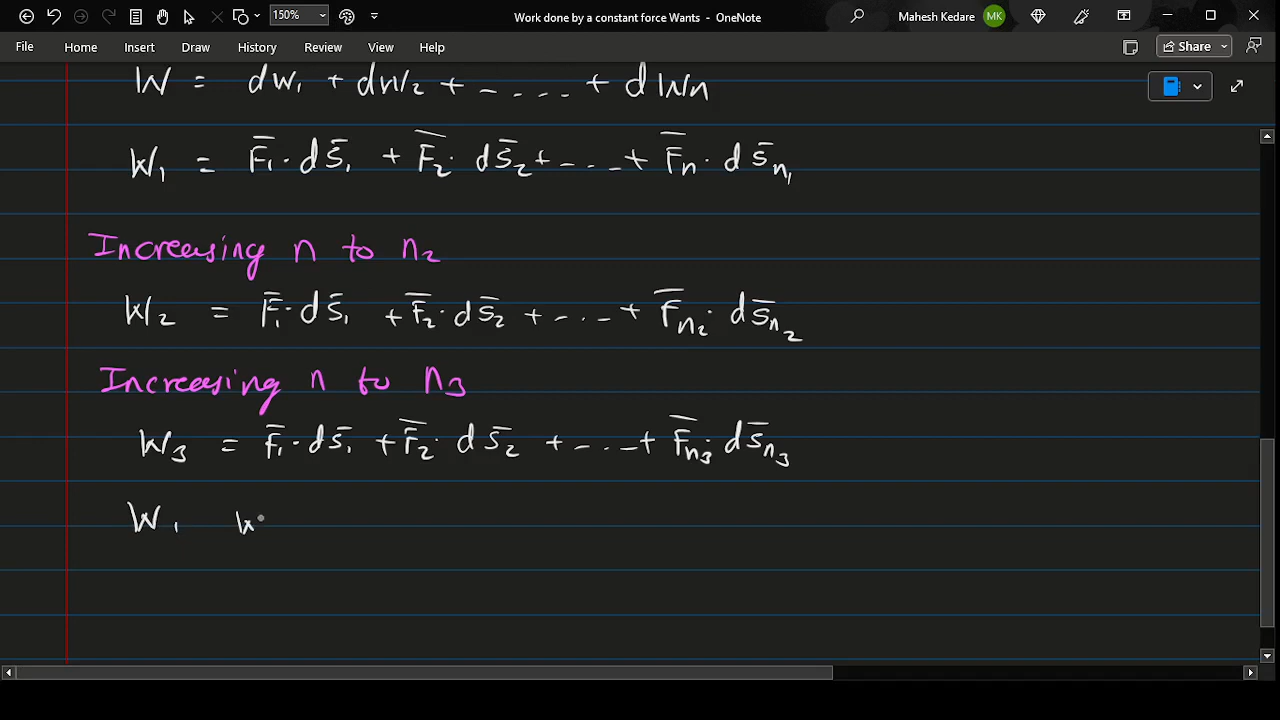 150% Work done by a constant force Wants - OneNote Mahesh Kedare MK
File Home Insert Draw History Review View Help Share
W = dW₁ + dW₂ + - . . . . + dWn
W₁ = F̄₁ · dS̄₁ + F̄₂ · dS̄₂ + - . . - + F̄n · dS̄n₁
Increasing n to n₂
W₂ = F̄₁ · dS̄₁ + F̄₂ · dS̄₂ + - . . - + F̄n₂ · dS̄n₂
Increasing n to n₃
W₃ = F̄₁ · dS̄₁ + F̄₂ · dS̄₂ + - . . - + F̄n₃ · dS̄n₃
W₁ W